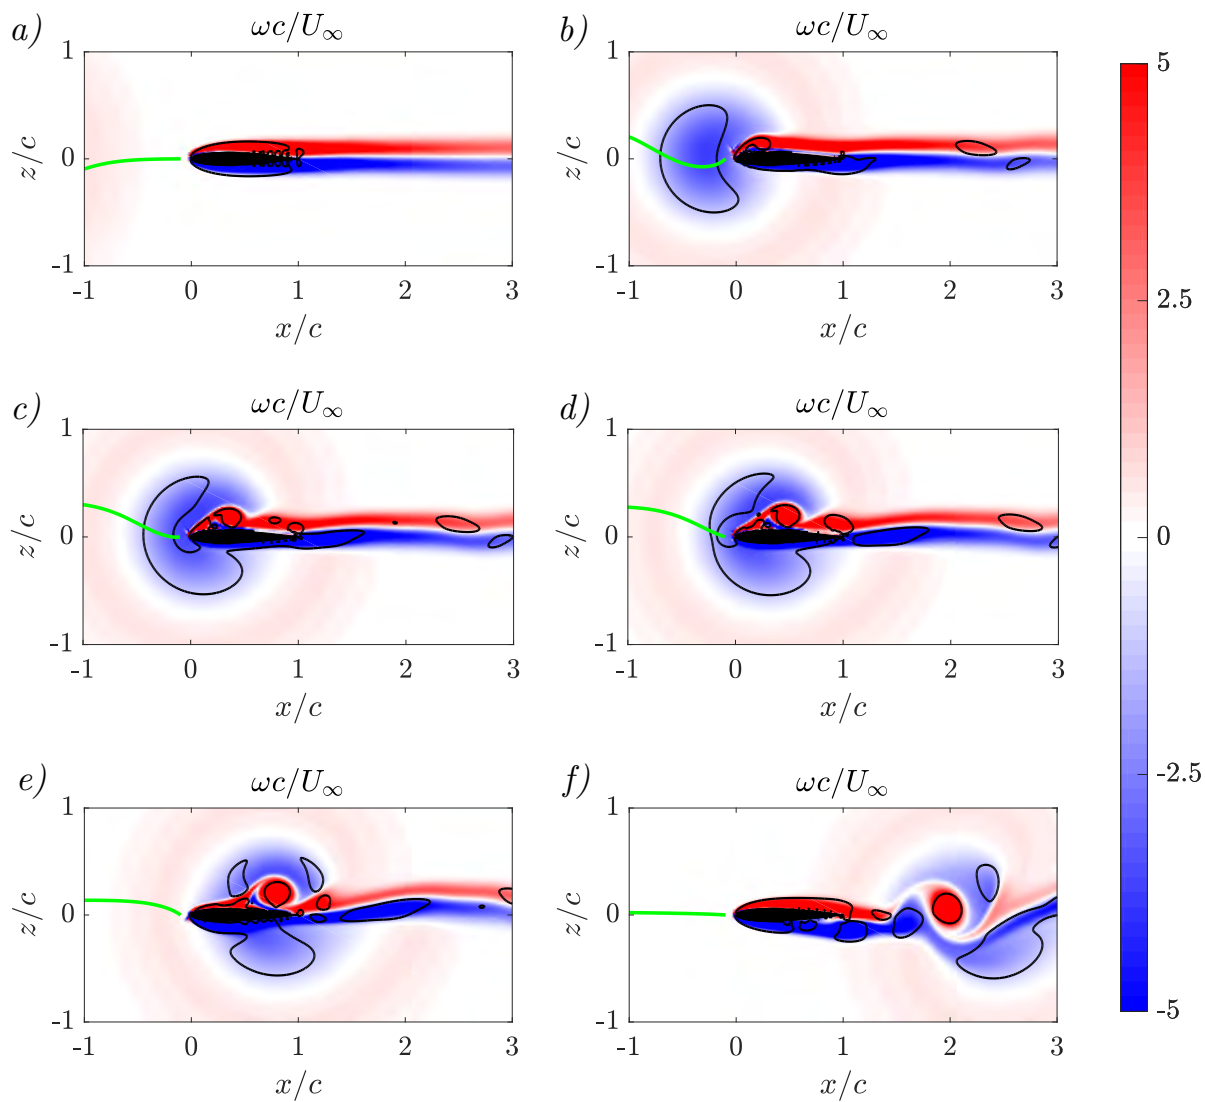 a) ωc/U∞ b) ωc/U∞
1 1 5
z/c 0 z/c 0
-1 -1
-1 0 1 2 3 -1 0 1 2 3 2.5
x/c x/c
c) ωc/U∞ d) ωc/U∞
1 1
z/c 0 z/c 0 0
-1 -1
-1 0 1 2 3 -1 0 1 2 3
x/c x/c
e) ωc/U∞ f) ωc/U∞ -2.5
1 1
z/c 0 z/c 0
-1 -1 -5
-1 0 1 2 3 -1 0 1 2 3
x/c x/c